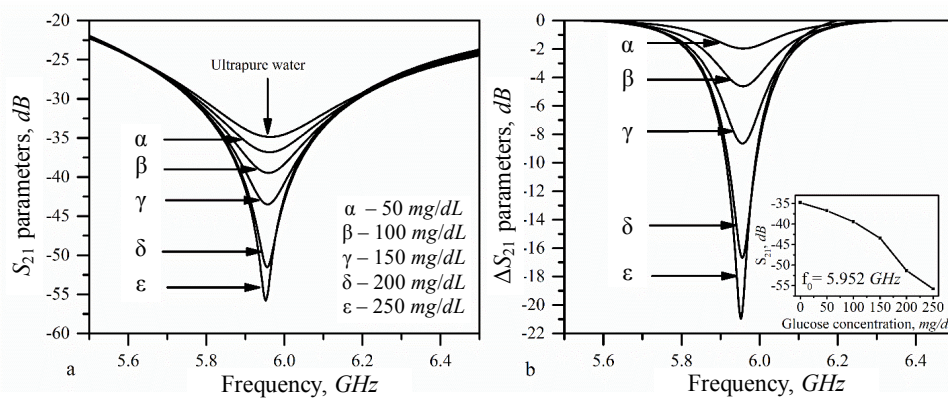 -20
-25
-30
-35
-40
-45
-50
-55
-60
S21 parameters, dB
Ultrapure water
α
β
γ
δ
ε
α – 50 mg/dL
β – 100 mg/dL
γ – 150 mg/dL
δ – 200 mg/dL
ε – 250 mg/dL
5.6 5.8 6.0 6.2 6.4
a
Frequency, GHz
0
-2
-4
-6
-8
-10
-12
-14
-16
-18
-20
-22
ΔS21 parameters, dB
α
β
γ
δ
ε
-35
-40
-45
-50
-55
S21, dB
f0= 5.952 GHz
0 50 100 150 200 250
Glucose concentration, mg/d
5.6 5.8 6.0 6.2 6.4
b
Frequency, GHz